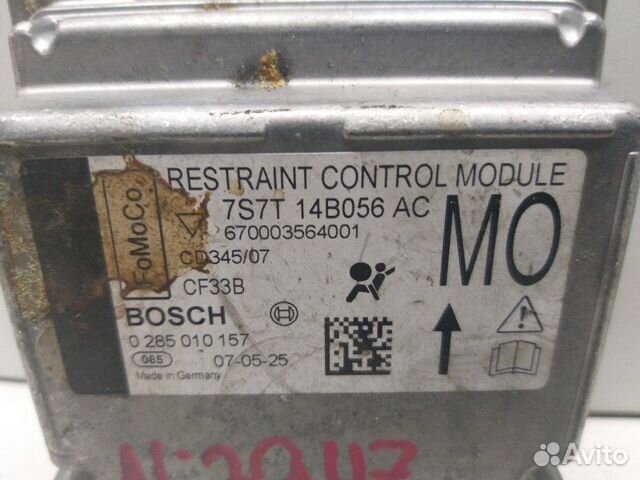 RESTRAINT CONTROL MODULE
FoMoCo
7S7T 14B056 AC
MO
670003564001
CD345/07
CF33B
BOSCH
0 285 010 157
085
07-05-25
Made in Germany
Avito